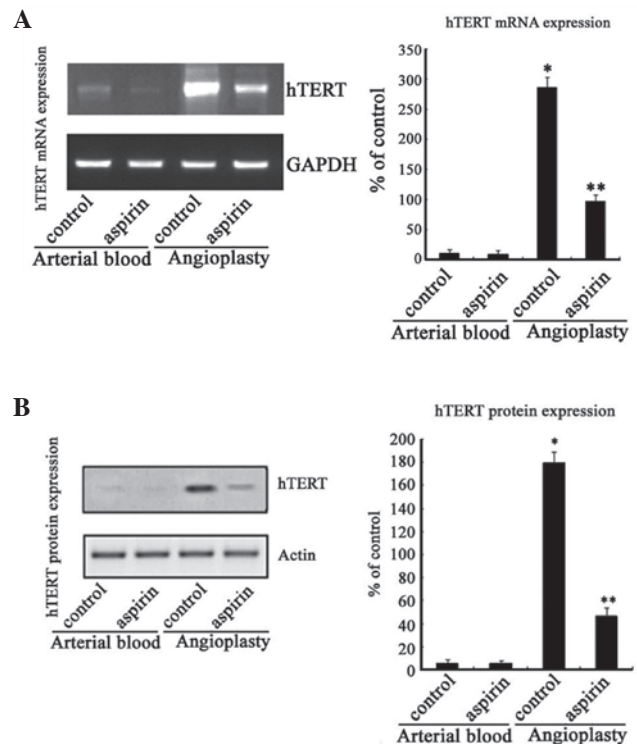 A
hTERT mRNA expression
hTERT
GAPDH
control
aspirin
control
aspirin
Arterial blood
Angioplasty
hTERT mRNA expression
% of control
350
300
250
200
150
100
50
0
*
**
control
aspirin
control
aspirin
Arterial blood
Angioplasty
B
hTERT protein expression
hTERT
Actin
control
aspirin
control
aspirin
Arterial blood
Angioplasty
hTERT protein expression
% of control
200
180
160
140
120
100
80
60
40
20
0
*
**
control
aspirin
control
aspirin
Arterial blood
Angioplasty